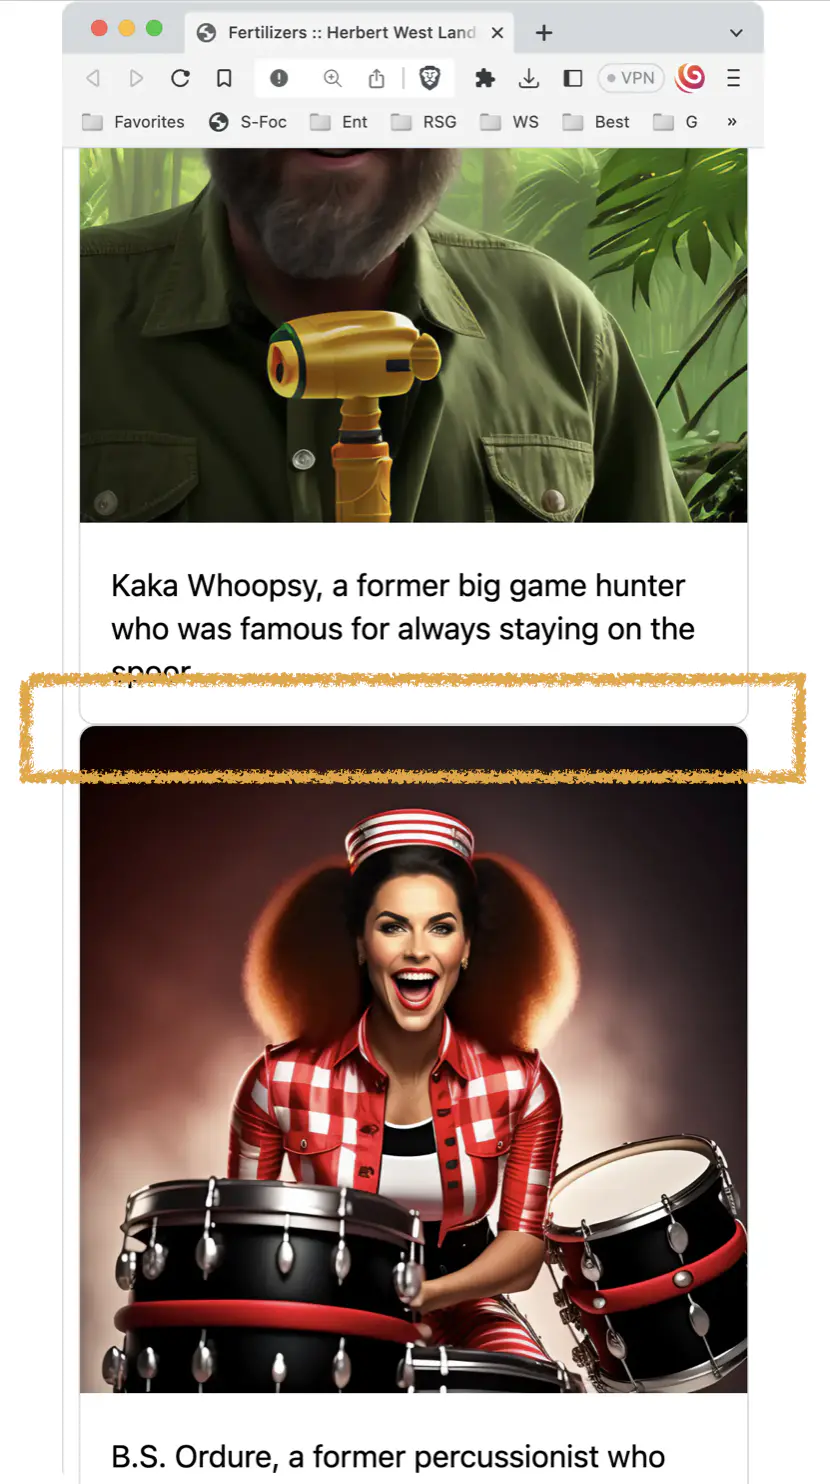 Fertilizers :: Herbert West Land
VPN
Favorites S-Foc Ent RSG WS Best G »
Kaka Whoopsy, a former big game hunter
who was famous for always staying on the
spoor
B.S. Ordure, a former percussionist who